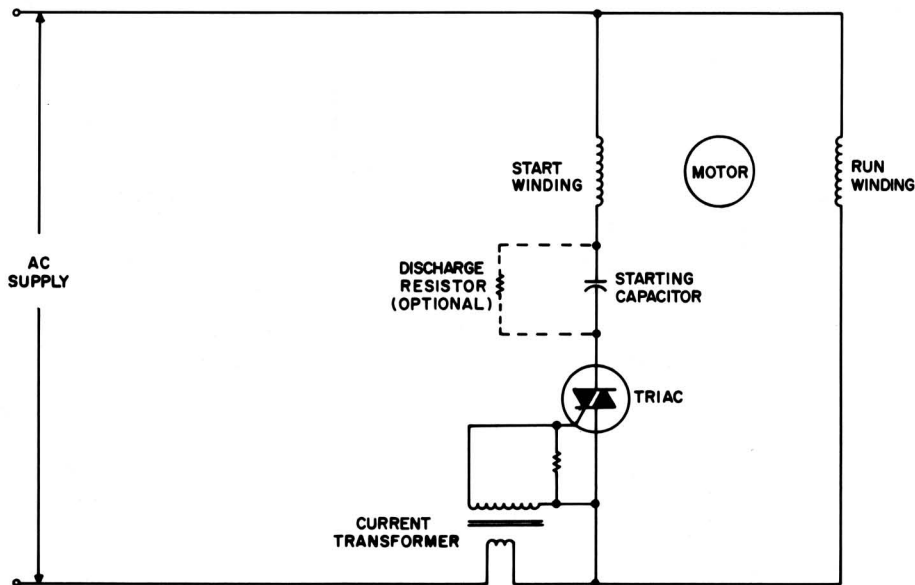 START
WINDING
MOTOR
RUN
WINDING
AC
SUPPLY
DISCHARGE
RESISTOR
(OPTIONAL)
STARTING
CAPACITOR
TRIAC
CURRENT
TRANSFORMER